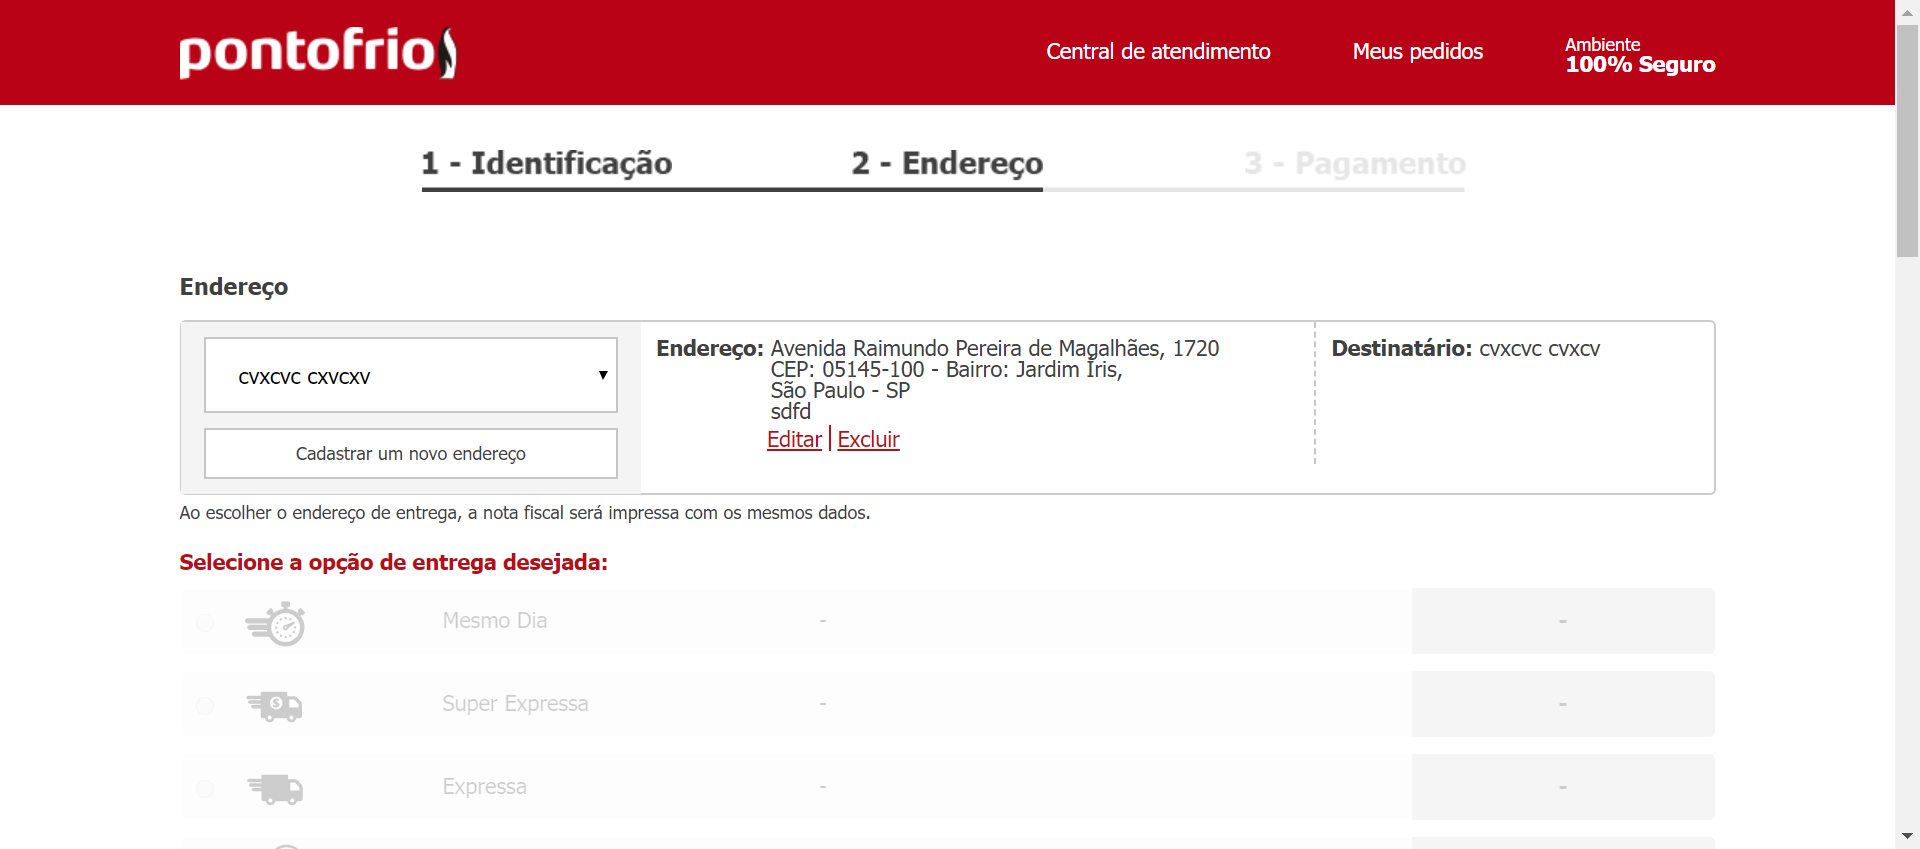 pontofrio
Central de atendimento
Meus pedidos
Ambiente
100% Seguro
1 - Identificação
2 - Endereço
3 - Pagamento
Endereço
cvxcvc cxvcxv
Cadastrar um novo endereço
Endereço: Avenida Raimundo Pereira de Magalhães, 1720
CEP: 05145-100 - Bairro: Jardim Íris,
São Paulo - SP
sdfd
Editar | Excluir
Destinatário: cvxcvc cvxcv
Ao escolher o endereço de entrega, a nota fiscal será impressa com os mesmos dados.
Selecione a opção de entrega desejada:
Mesmo Dia - -
Super Expressa - -
Expressa - -